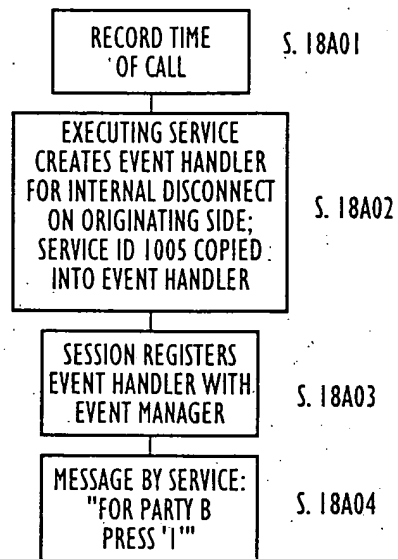 RECORD TIME
OF CALL
S. 18A01
EXECUTING SERVICE
CREATES EVENT HANDLER
FOR INTERNAL DISCONNECT
ON ORIGINATING SIDE;
SERVICE ID 1005 COPIED
INTO EVENT HANDLER
S. 18A02
SESSION REGISTERS
EVENT HANDLER WITH
EVENT MANAGER
S. 18A03
MESSAGE BY SERVICE:
"FOR PARTY B
PRESS '1'"
S. 18A04